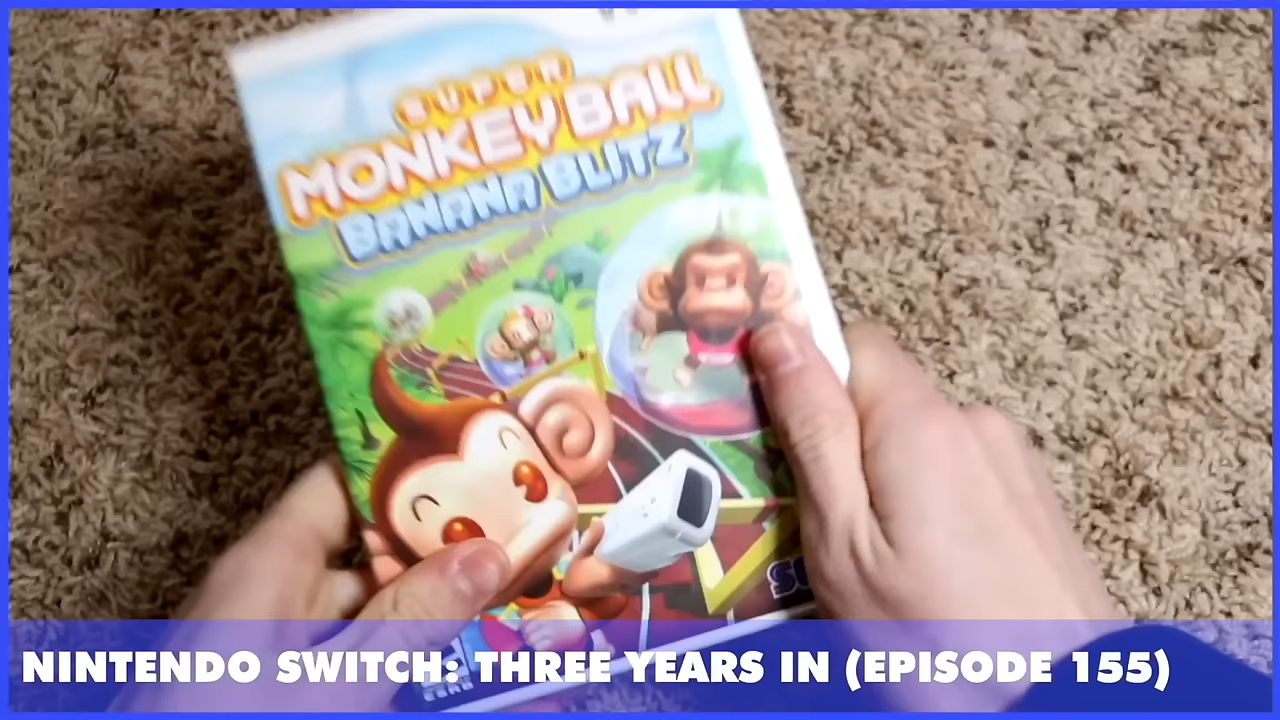 SUPER
MONKEY BALL
BANANA BLITZ
NINTENDO SWITCH: THREE YEARS IN (EPISODE 155)